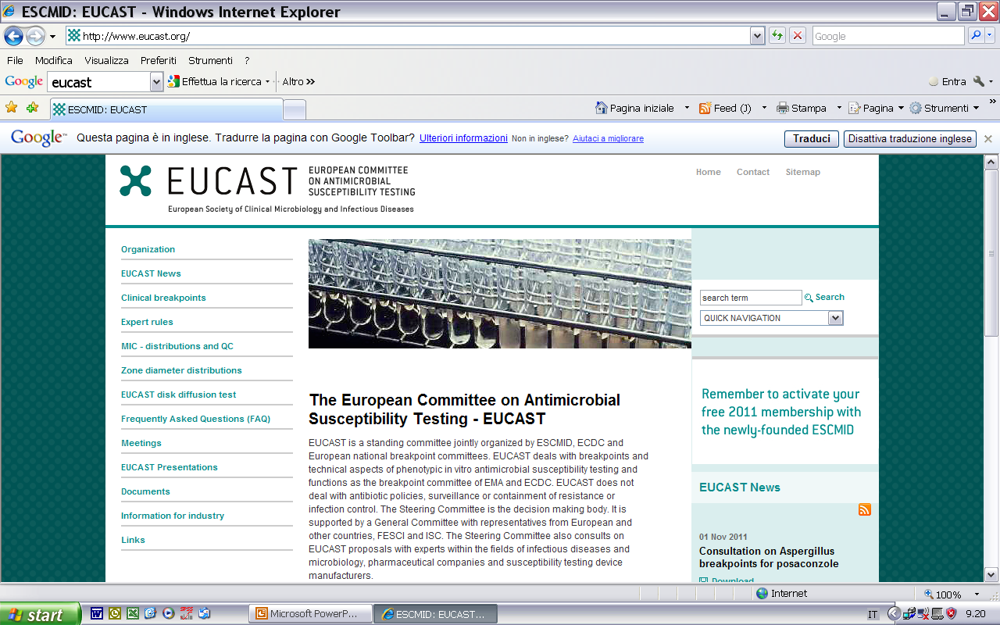 ESCMID: EUCAST - Windows Internet Explorer
http://www.eucast.org/
Google
File Modifica Visualizza Preferiti Strumenti ?
Google eucast Effettua la ricerca Altro >> Entra
ESCMID: EUCAST Pagina iniziale Feed (J) Stampa Pagina Strumenti >>
Google™ Questa pagina è in inglese. Tradurre la pagina con Google Toolbar? Ulteriori informazioni Non in inglese? Aiutaci a migliorare Traduci Disattiva traduzione inglese
EUCAST
EUROPEAN COMMITTEE
ON ANTIMICROBIAL
SUSCEPTIBILITY TESTING
European Society of Clinical Microbiology and Infectious Diseases
Home Contact Sitemap
Organization
EUCAST News
Clinical breakpoints
Expert rules
MIC - distributions and QC
Zone diameter distributions
EUCAST disk diffusion test
Frequently Asked Questions (FAQ)
Meetings
EUCAST Presentations
Documents
Information for industry
Links
The European Committee on Antimicrobial
Susceptibility Testing - EUCAST
EUCAST is a standing committee jointly organized by ESCMID, ECDC and
European national breakpoint committees. EUCAST deals with breakpoints and
technical aspects of phenotypic in vitro antimicrobial susceptibility testing and
functions as the breakpoint committee of EMA and ECDC. EUCAST does not
deal with antibiotic policies, surveillance or containment of resistance or
infection control. The Steering Committee is the decision making body. It is
supported by a General Committee with representatives from European and
other countries, FESCI and ISC. The Steering Committee also consults on
EUCAST proposals with experts within the fields of infectious diseases and
microbiology, pharmaceutical companies and susceptibility testing device
manufacturers.
search term Search
QUICK NAVIGATION
Remember to activate your
free 2011 membership with
the newly-founded ESCMID
EUCAST News
01 Nov 2011
Consultation on Aspergillus
breakpoints for posaconzole
Download
Internet 100%
start Microsoft PowerP... ESCMID: EUCAST... IT 9.20